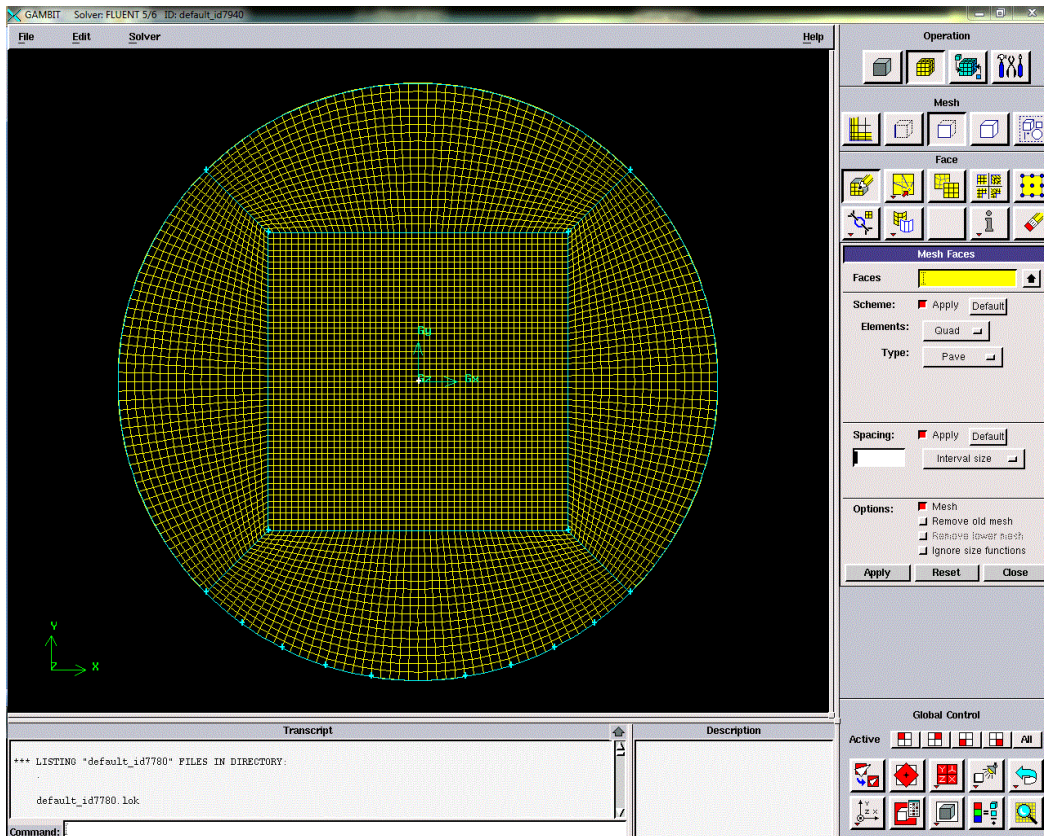 GAMBIT Solver: FLUENT 5/6 ID: default_id7940
File Edit Solver Help
Gy
Gz Gx
Y
Z X
Operation
Mesh
Face
Mesh Faces
Faces
Scheme: Apply Default
Elements: Quad
Type: Pave
Spacing: Apply Default
Interval size
Options: Mesh
Remove old mesh
Remove lower mesh
Ignore size functions
Apply Reset Close
Transcript
*** LISTING "default_id7780" FILES IN DIRECTORY:
.
default_id7780.lok
Command:
Description
Global Control
Active All